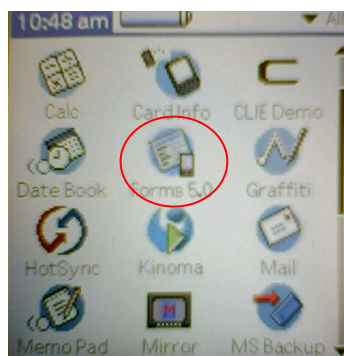 10:48 am All
Calc Card Info CLIE Demo
Date Book Forms 5.0 Graffiti
HotSync Kinoma Mail
Memo Pad Mirror MS Backup